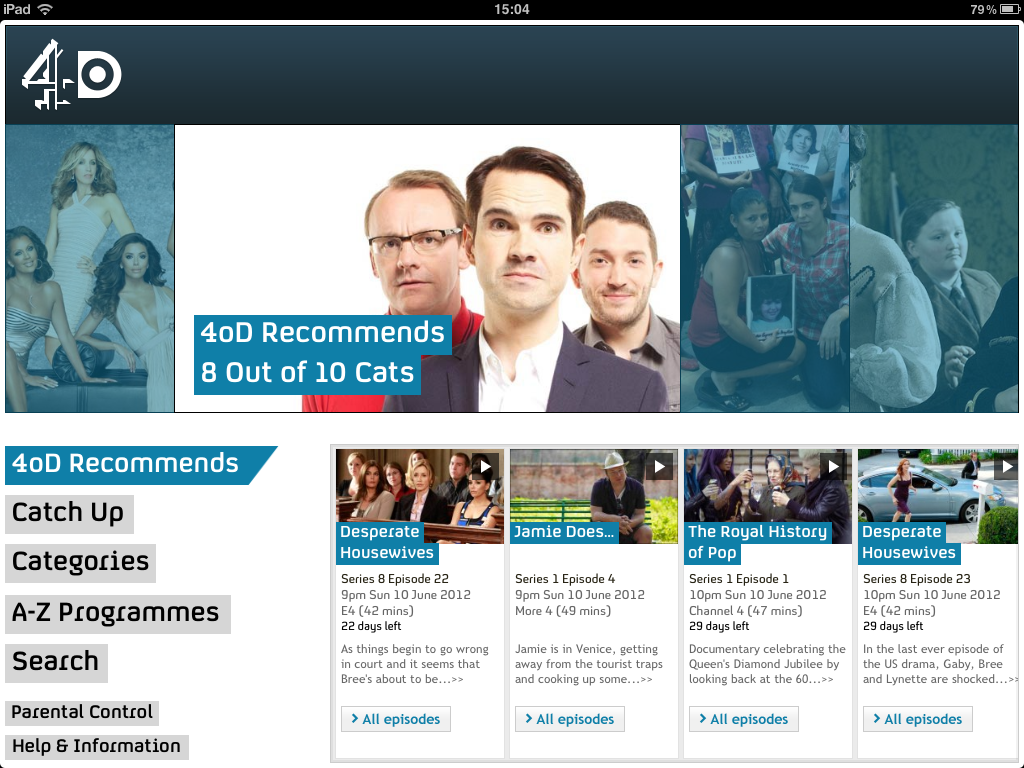 iPad
15:04
79%
4oD
4oD Recommends
8 Out of 10 Cats
4oD Recommends
Catch Up
Categories
A-Z Programmes
Search
Parental Control
Help & Information
Desperate
Housewives
Series 8 Episode 22
9pm Sun 10 June 2012
E4 (42 mins)
22 days left
As things begin to go wrong
in court and it seems that
Bree's about to be...>>
> All episodes
Jamie Does...
Series 1 Episode 4
9pm Sun 10 June 2012
More 4 (49 mins)
Jamie is in Venice, getting
away from the tourist traps
and cooking up some...>>
> All episodes
The Royal History
of Pop
Series 1 Episode 1
10pm Sun 10 June 2012
Channel 4 (47 mins)
29 days left
Documentary celebrating the
Queen's Diamond Jubilee by
looking back at the 60...>>
> All episodes
Desperate
Housewives
Series 8 Episode 23
10pm Sun 10 June 2012
E4 (42 mins)
29 days left
In the last ever episode of
the US drama, Gaby, Bree
and Lynette are shocked...>>
> All episodes